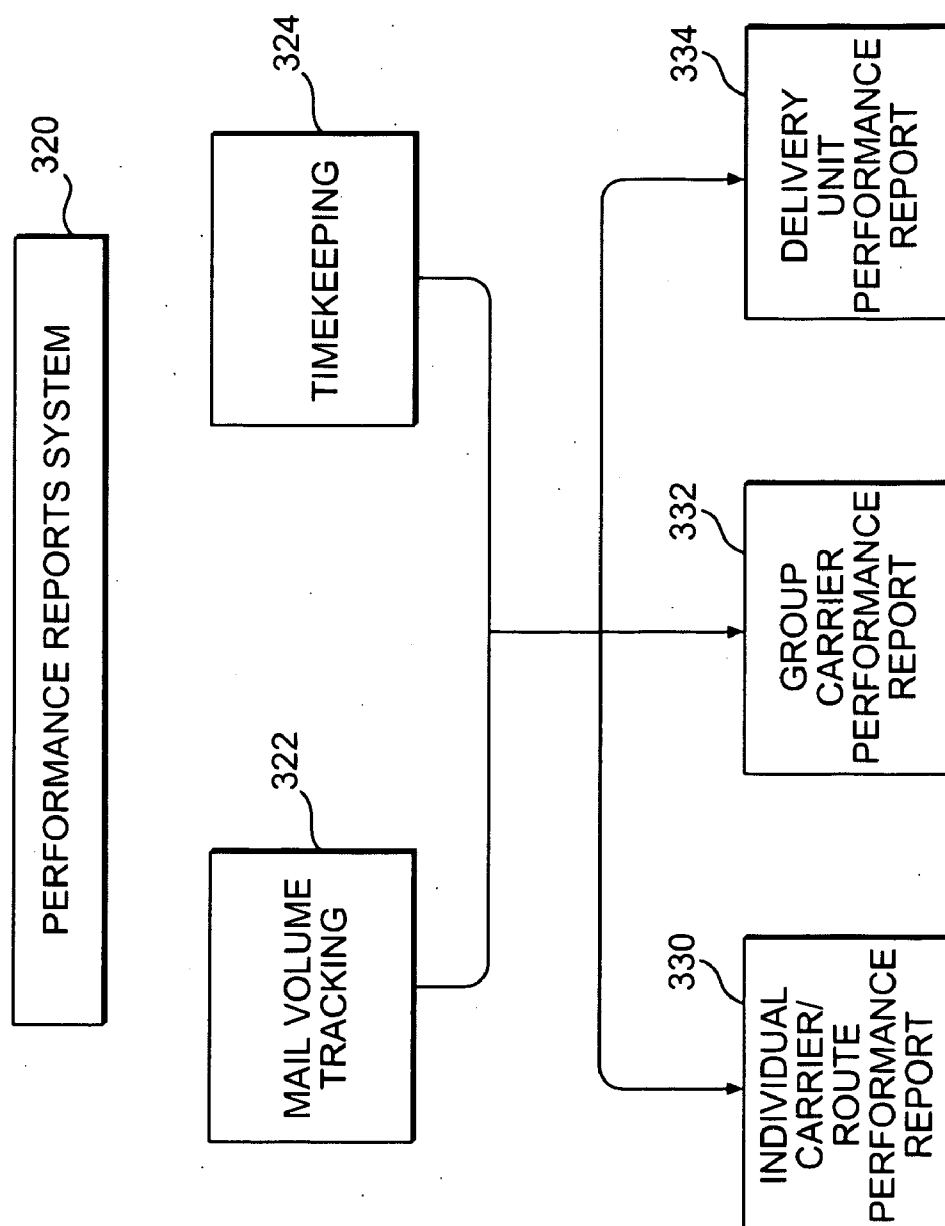 PERFORMANCE REPORTS SYSTEM
320
MAIL VOLUME
TRACKING
322
TIMEKEEPING
324
INDIVIDUAL
CARRIER/
ROUTE
PERFORMANCE
REPORT
330
GROUP
CARRIER
PERFORMANCE
REPORT
332
DELIVERY
UNIT
PERFORMANCE
REPORT
334